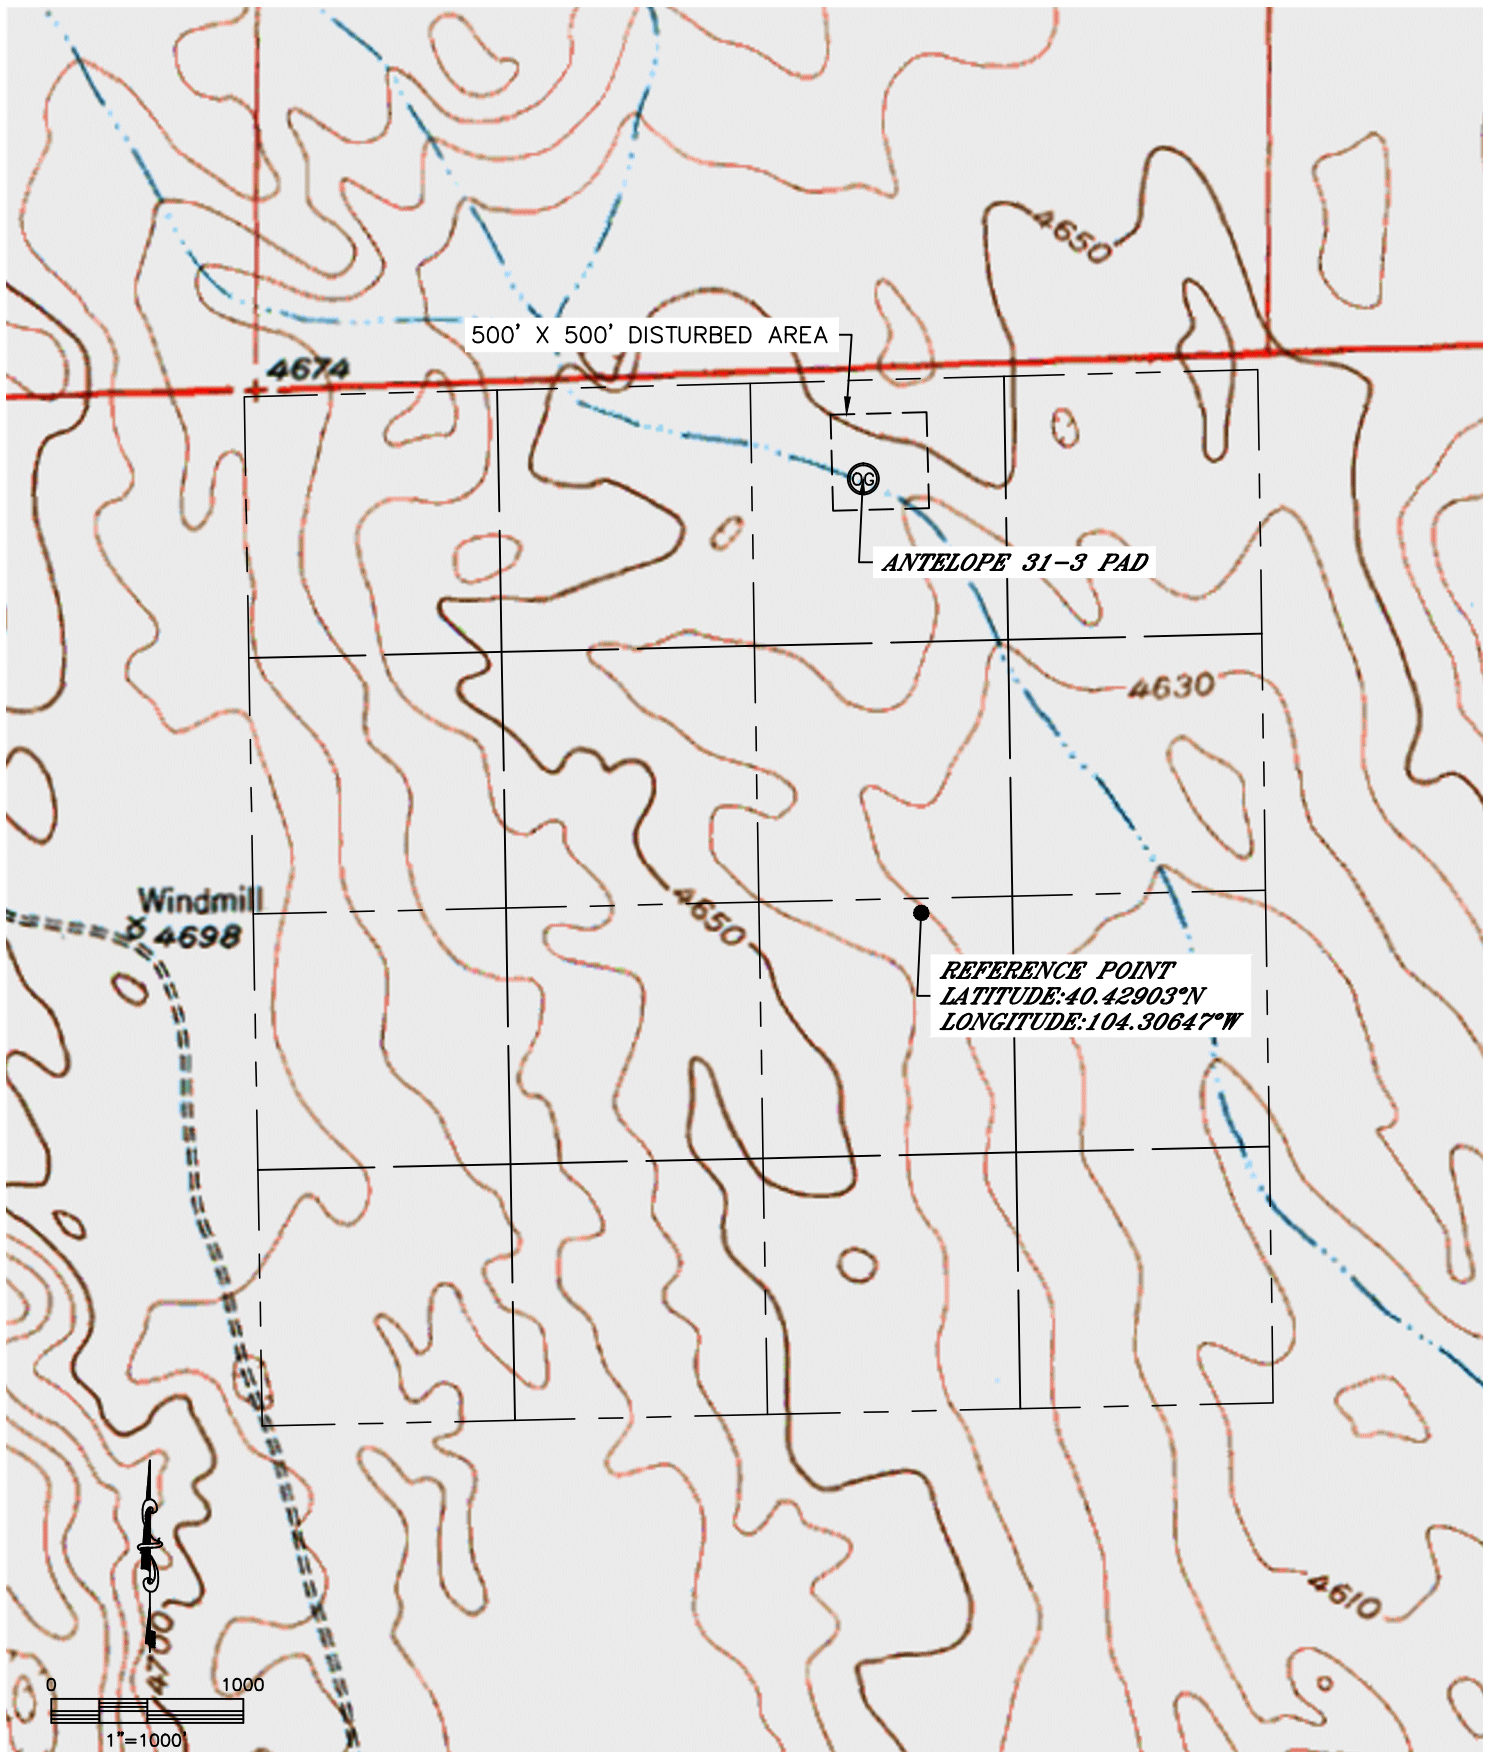 4650
500' X 500' DISTURBED AREA
4674
OG
ANTELOPE 31-3 PAD
4630
Windmill
4698
4650
REFERENCE POINT
LATITUDE:40.42903°N
LONGITUDE:104.30647°W
4610
4700
0 1000
1"=1000'